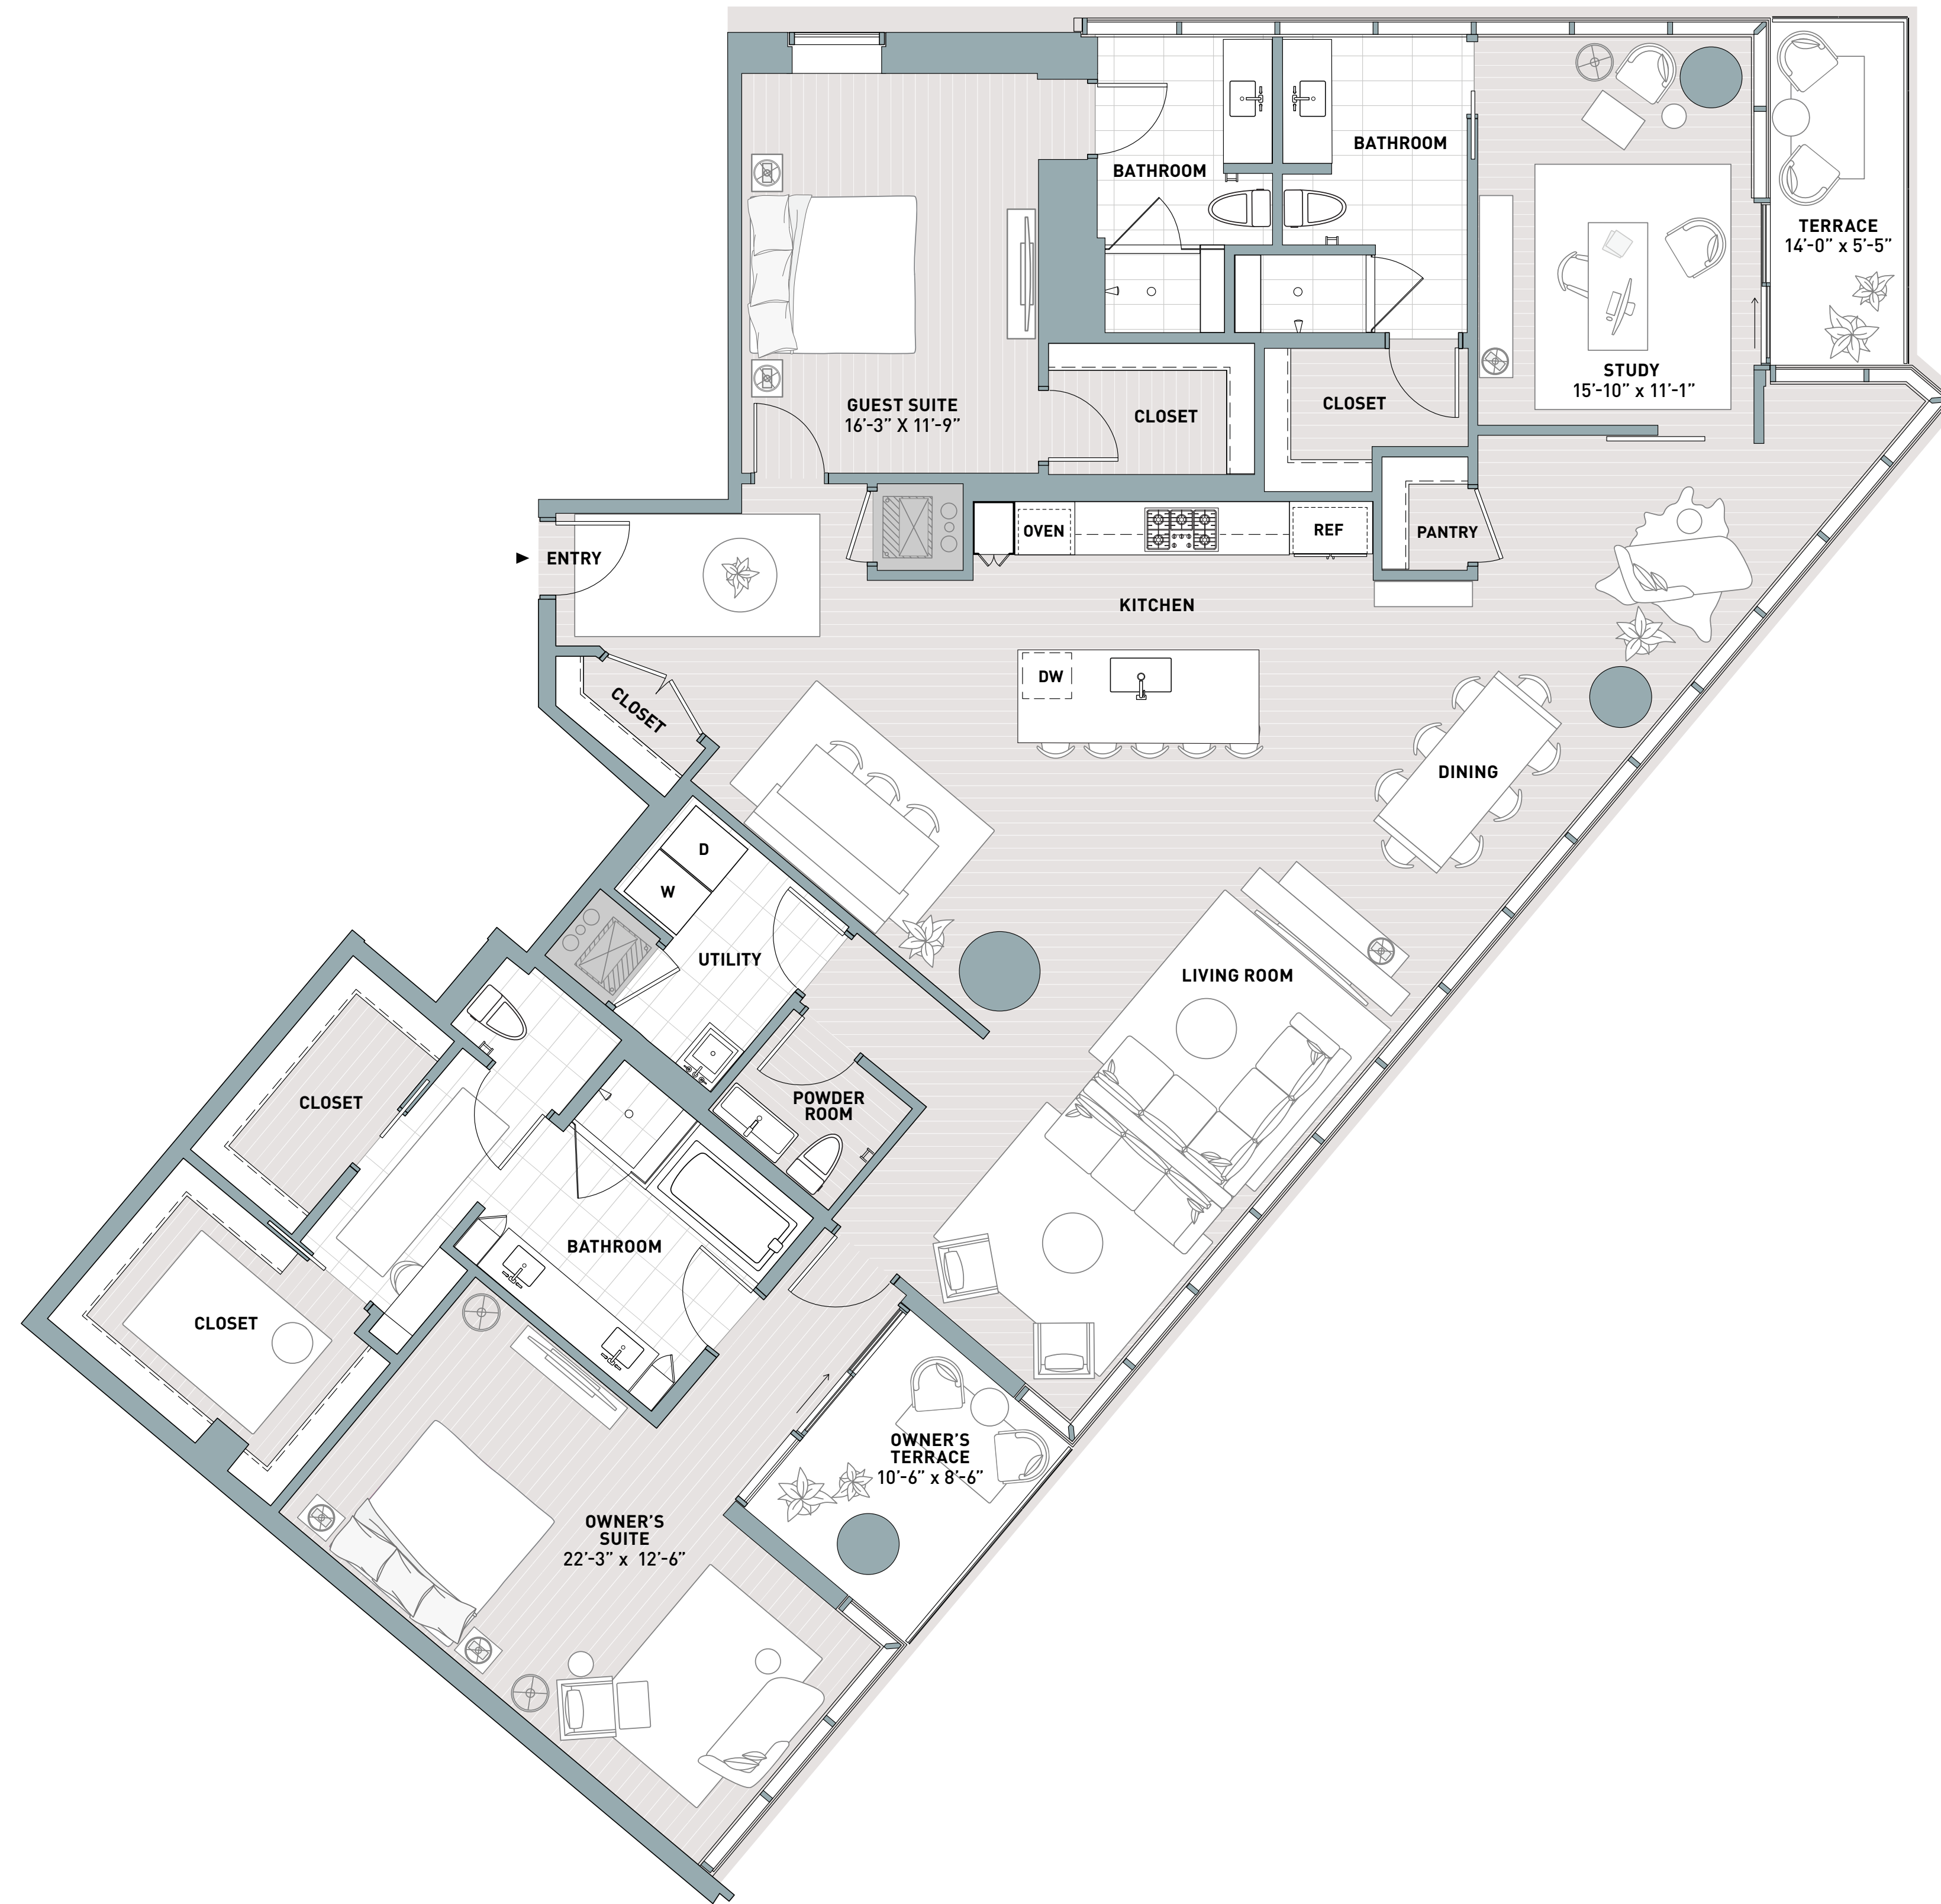 BATHROOM
BATHROOM
TERRACE
14’-0” x 5’-5”
STUDY
15’-10” x 11’-1”
GUEST SUITE
16’-3” X 11’-9”
CLOSET
CLOSET
ENTRY
OVEN
REF
PANTRY
KITCHEN
DW
CLOSET
DINING
D
W
UTILITY
LIVING ROOM
CLOSET
POWDER
ROOM
BATHROOM
CLOSET
OWNER’S
TERRACE
10’-6” x 8’-6”
OWNER’S
SUITE
22’-3” x 12’-6”